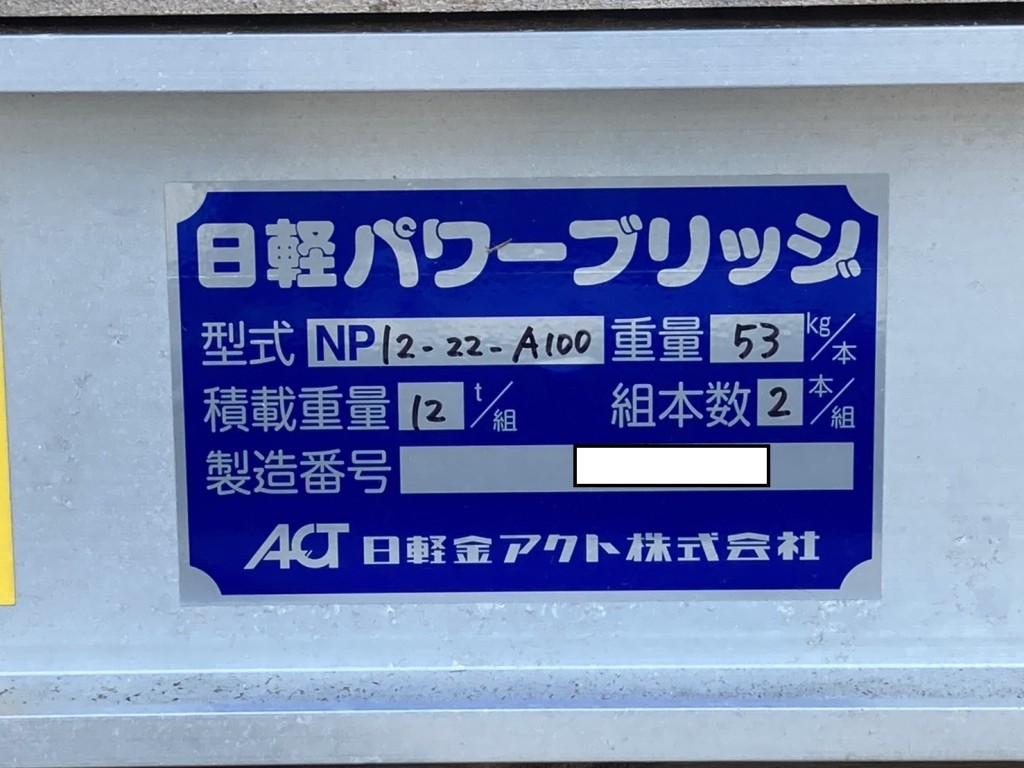 日軽パワーブリッジ
型式 NP12-22-A100 重量 53 kg/本
積載重量 12 t/組 組本数 2 本/組
製造番号
ACT 日軽金アクト株式会社